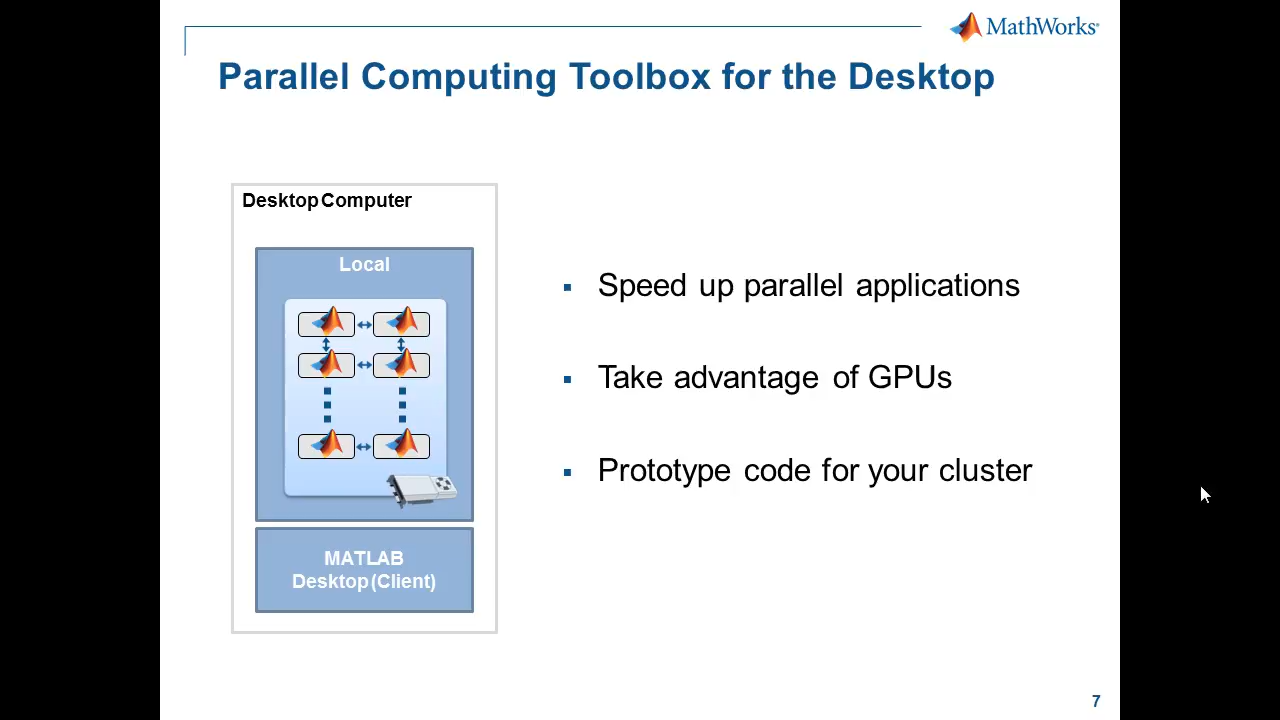 MathWorks®
Parallel Computing Toolbox for the Desktop
Desktop Computer
Local
MATLAB
Desktop (Client)
▪ Speed up parallel applications
▪ Take advantage of GPUs
▪ Prototype code for your cluster
7